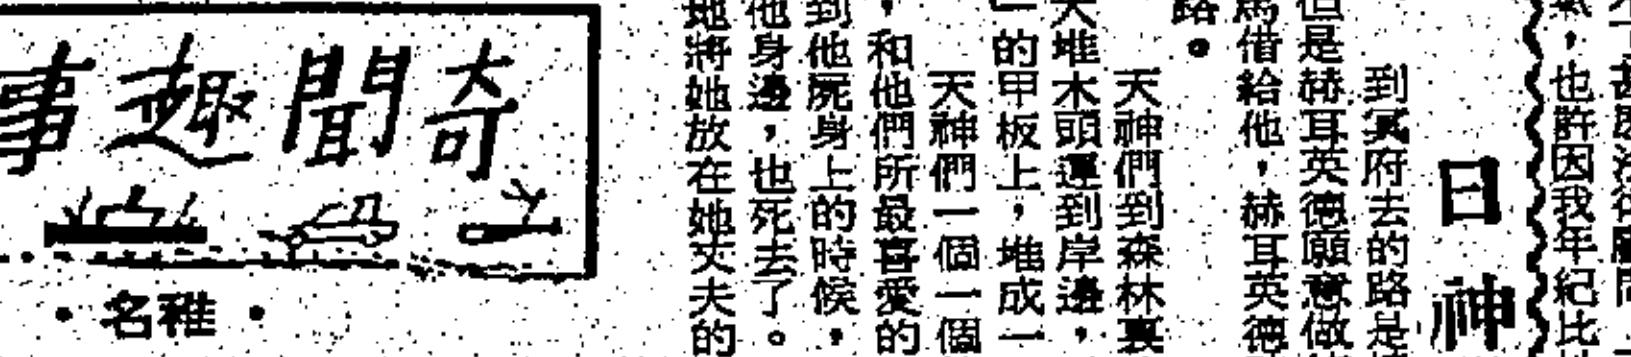 氣，也許因我年紀比
日神
到冥府去的路是
但是赫耳英德願意做
馬借給他，赫耳英德
路。
天神們到森林裏
大堆木頭運到岸邊，
」的甲板上，堆成一
天神們一個一個
，和他們所最喜愛的
到他屍身上的時候，
他身邊，也死去了。
她將她放在她丈夫的
奇聞趣事
·稚名·